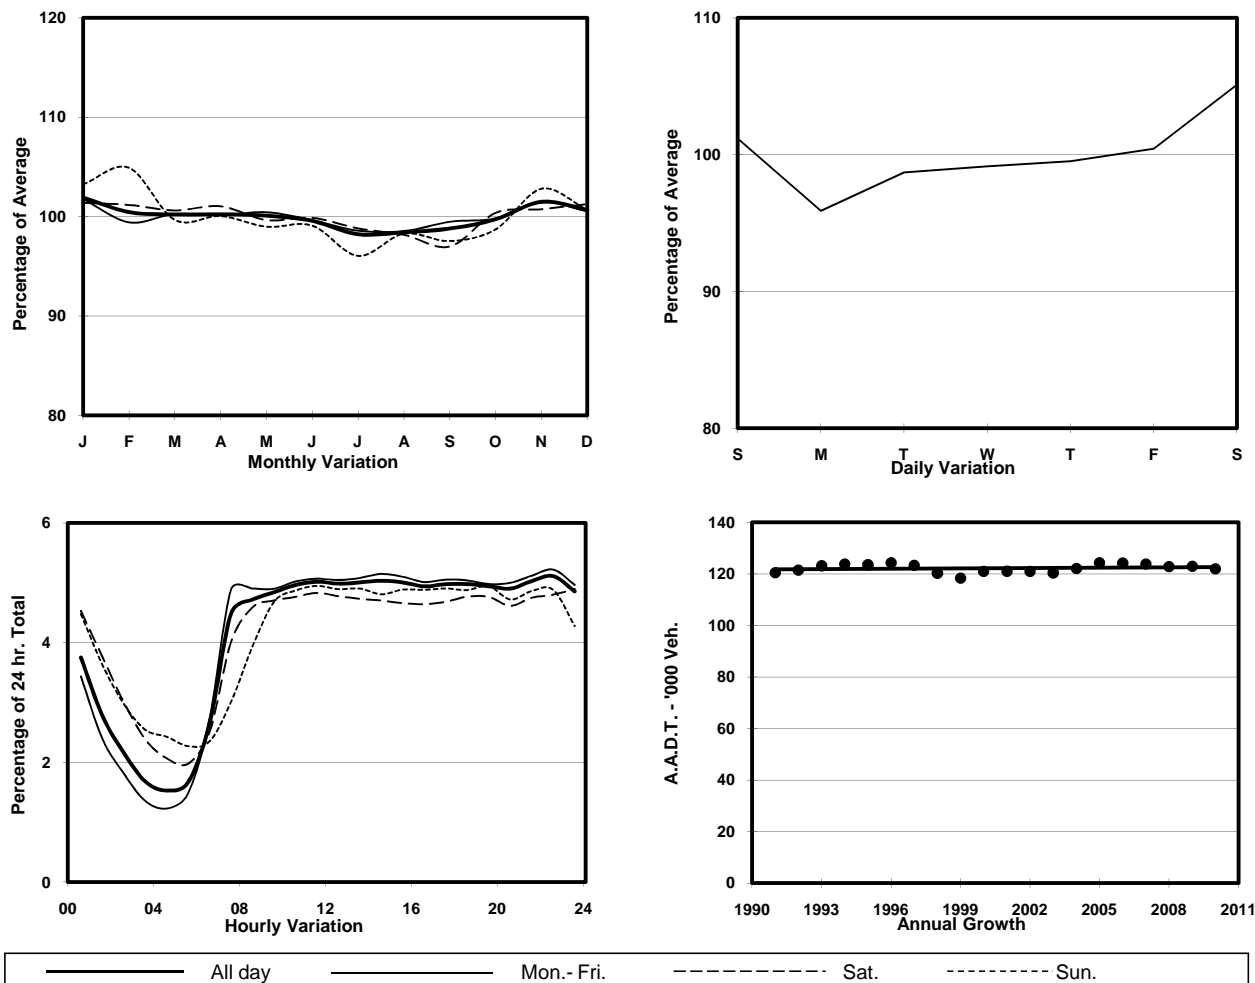 120
110
100
90
80
Percentage of Average
J F M A M J J A S O N D
Monthly Variation
110
100
90
80
Percentage of Average
S M T W T F S
Daily Variation
6
4
2
0
Percentage of 24 hr. Total
00 04 08 12 16 20 24
Hourly Variation
140
120
100
80
60
40
20
0
A.A.D.T. - '000 Veh.
1990 1993 1996 1999 2002 2005 2008 2011
Annual Growth
All day Mon.- Fri. Sat. Sun.